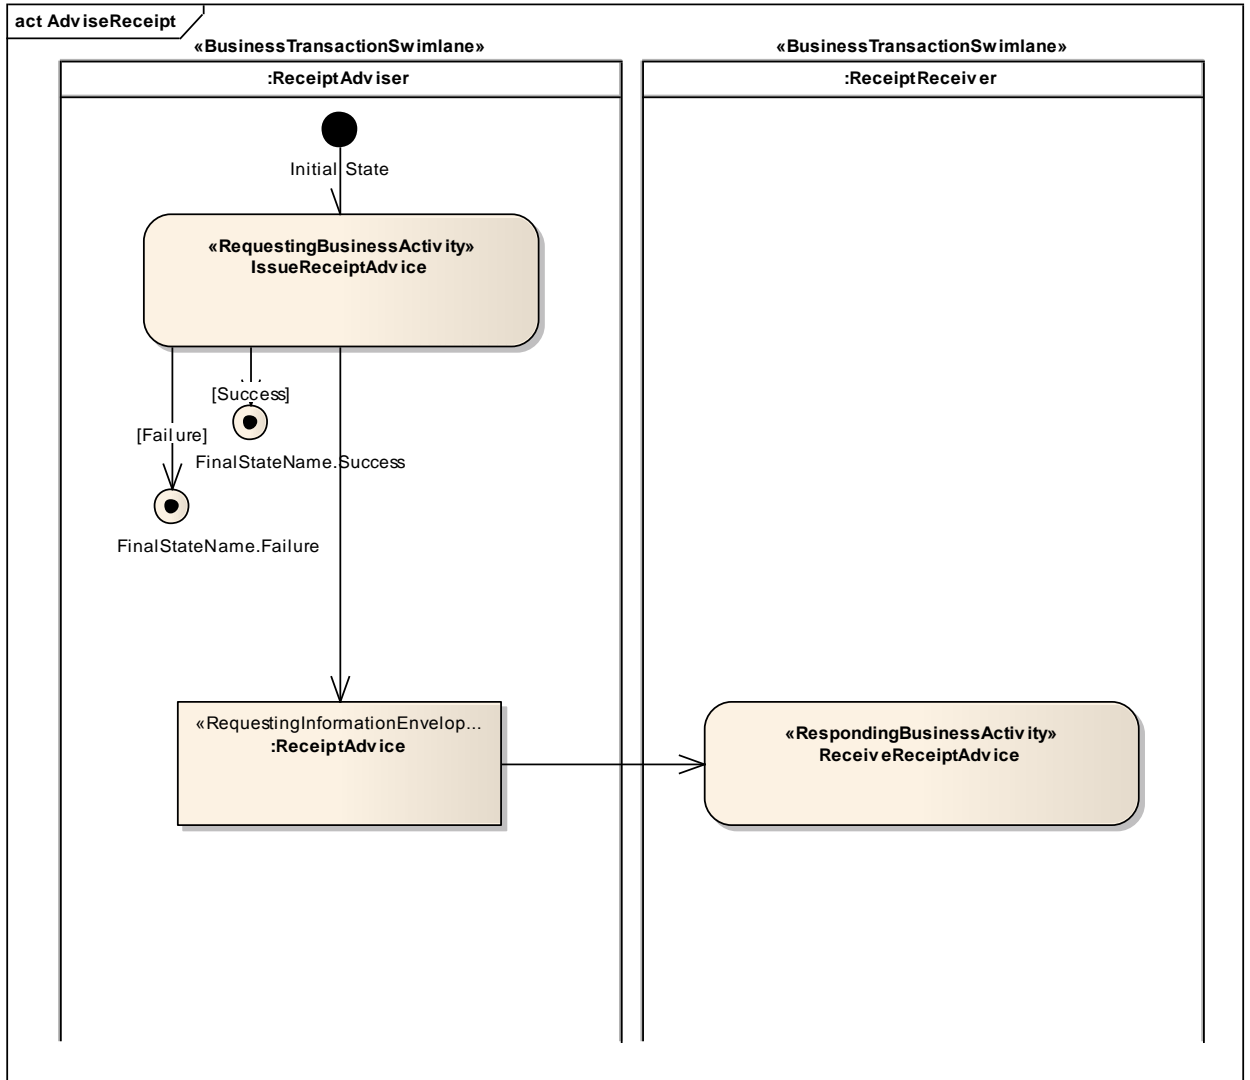 act AdviseReceipt
«BusinessTransactionSwimlane»
«BusinessTransactionSwimlane»
:ReceiptAdviser
:ReceiptReceiver
Initial State
«RequestingBusinessActivity»
IssueReceiptAdvice
[Success]
[Failure]
FinalStateName.Success
FinalStateName.Failure
«RequestingInformationEnvelop...
:ReceiptAdvice
«RespondingBusinessActivity»
ReceiveReceiptAdvice